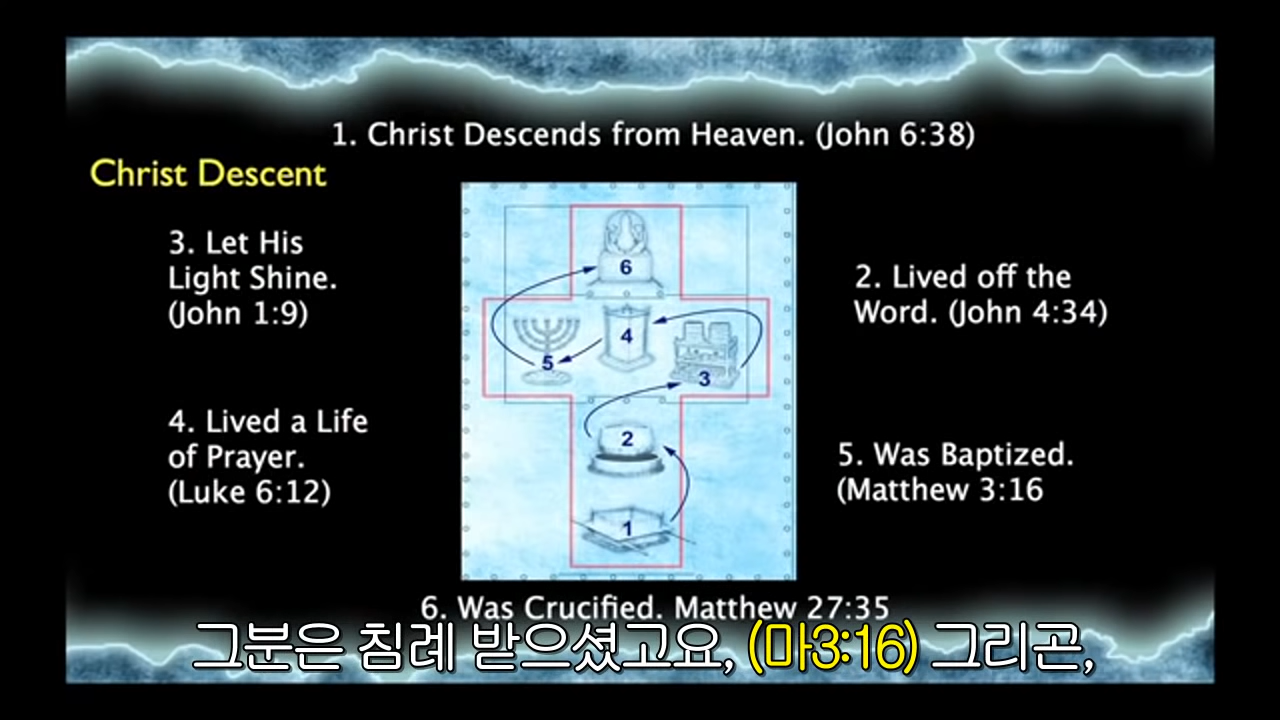 1. Christ Descends from Heaven. (John 6:38)
Christ Descent
3. Let His
Light Shine.
(John 1:9)
2. Lived off the
Word. (John 4:34)
4. Lived a Life
of Prayer.
(Luke 6:12)
5. Was Baptized.
(Matthew 3:16
6
4
5
3
2
1
6. Was Crucified. Matthew 27:35
그분은 침례 받으셨고요, (마3:16) 그리곤,